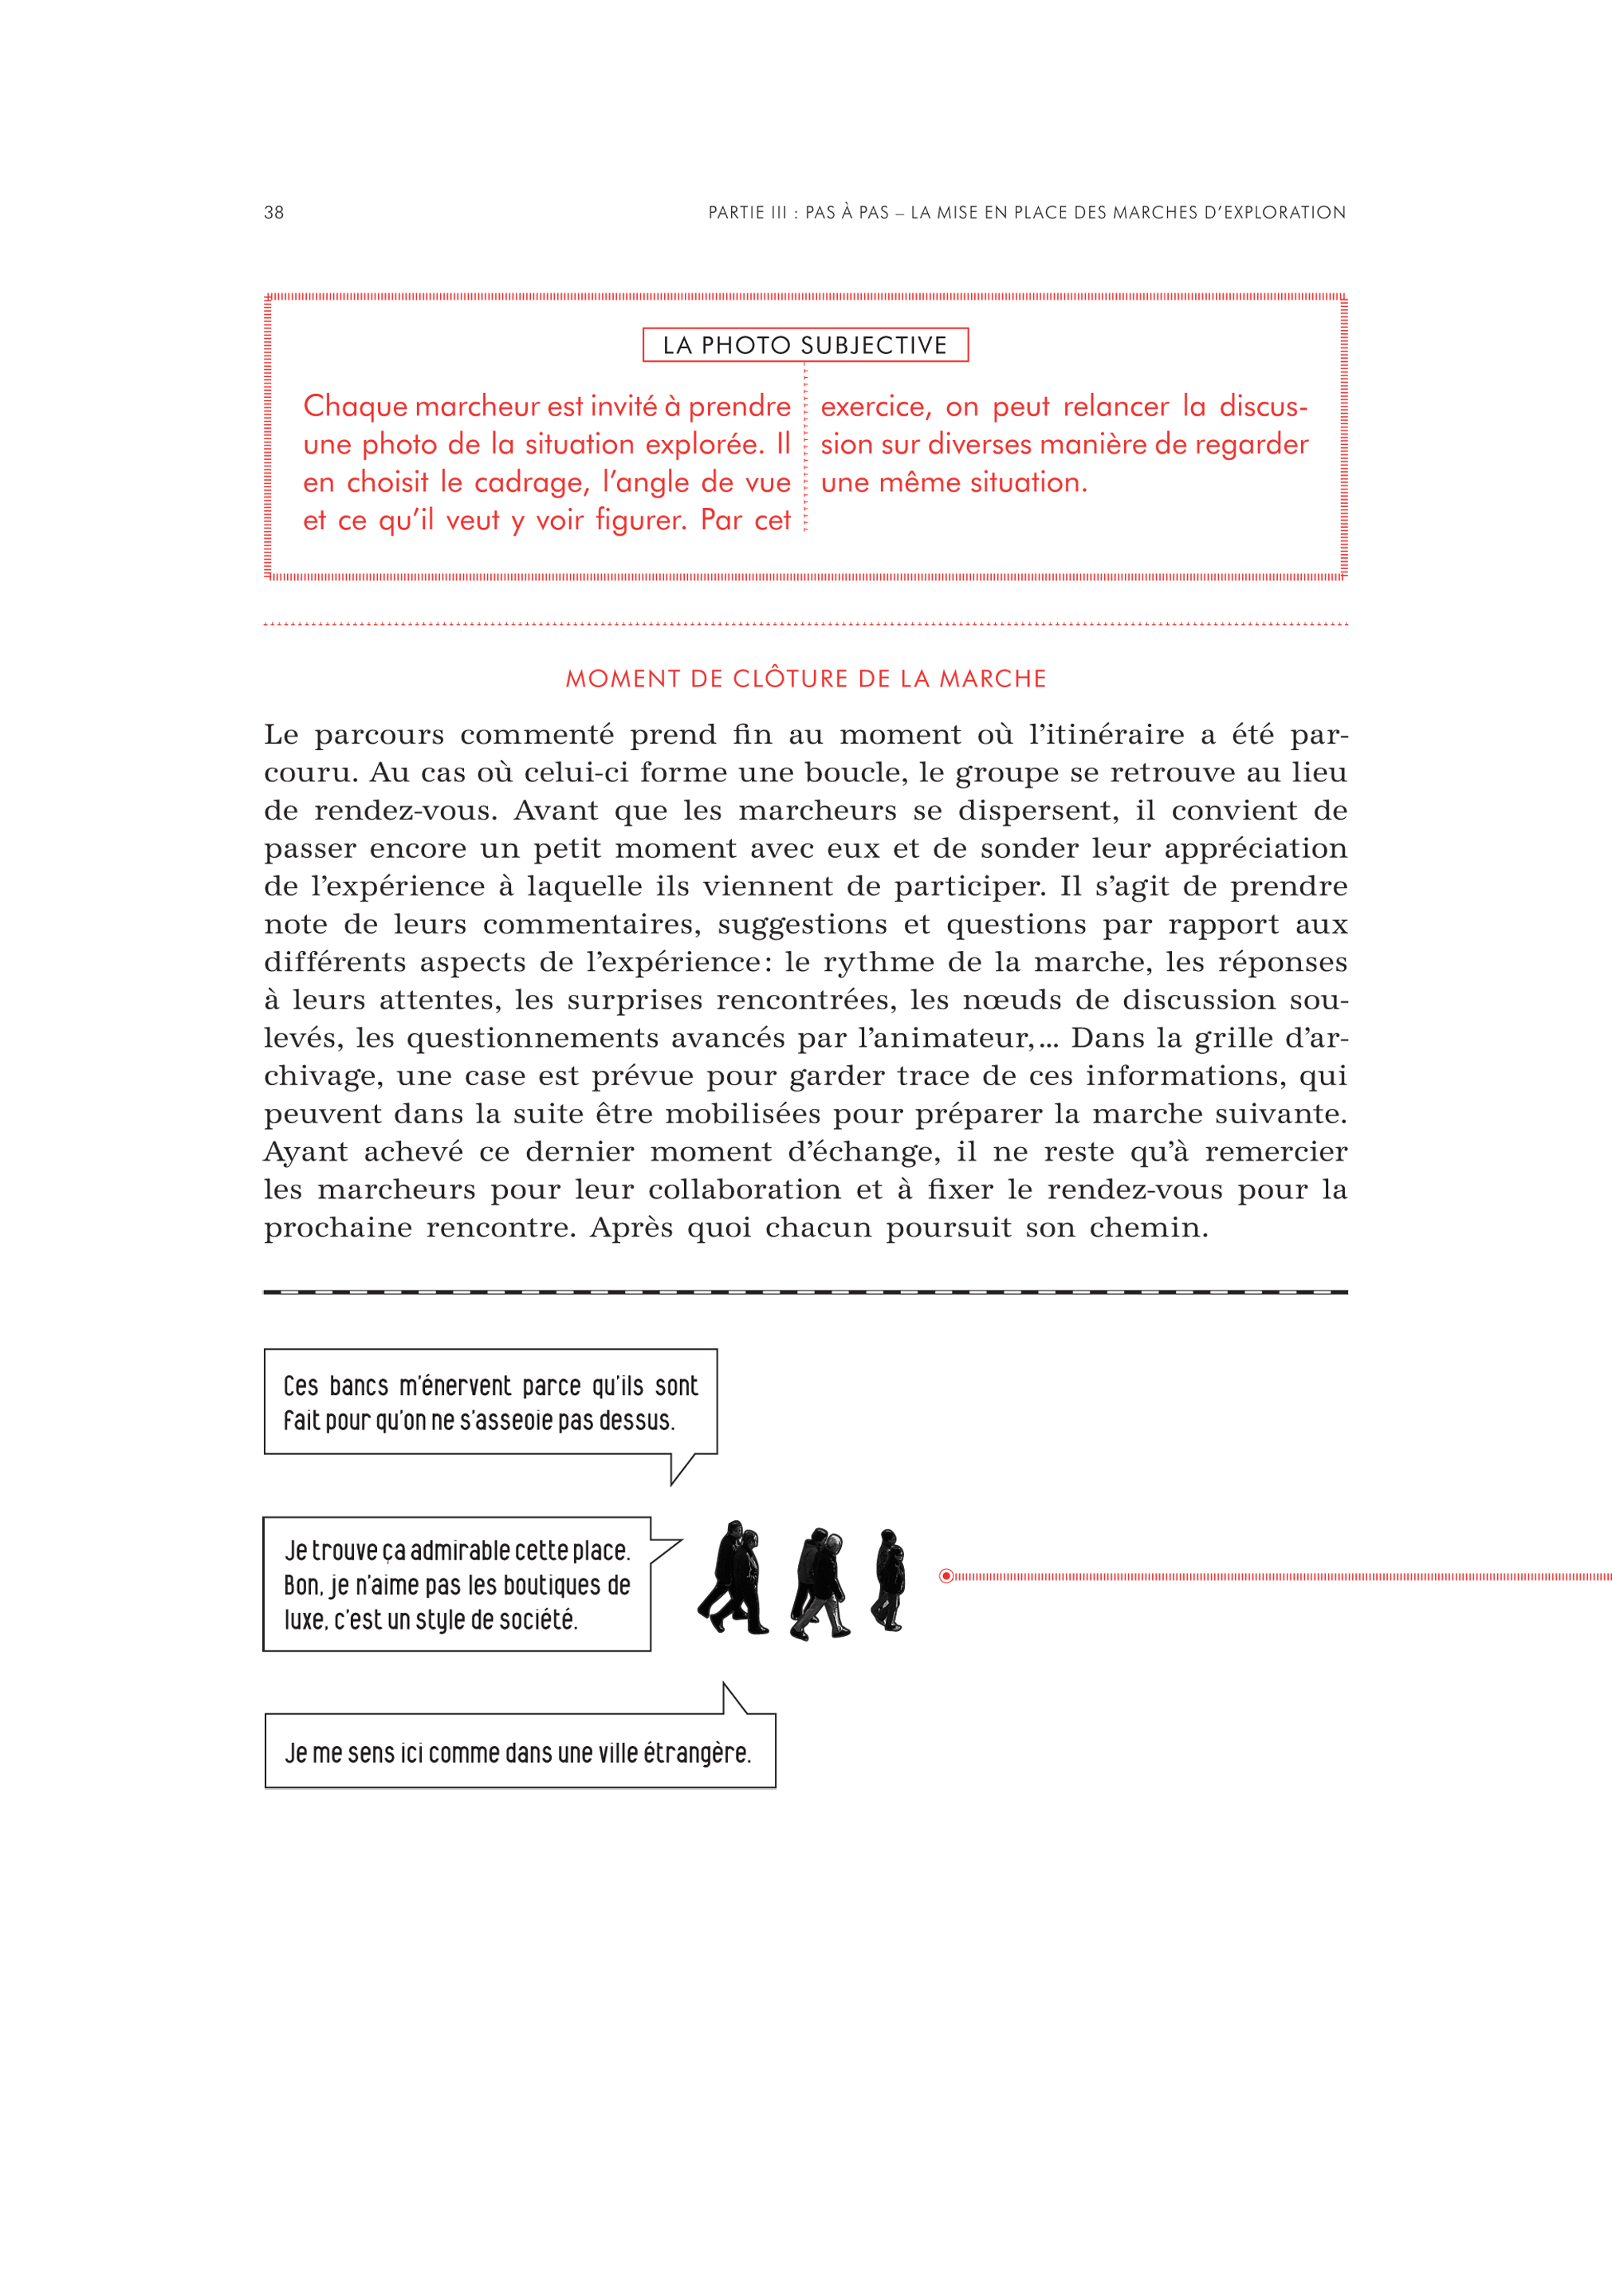 38
PARTIE III : PAS À PAS – LA MISE EN PLACE DES MARCHES D’EXPLORATION
LA PHOTO SUBJECTIVE
Chaque marcheur est invité à prendre
une photo de la situation explorée. Il
en choisit le cadrage, l’angle de vue
et ce qu’il veut y voir figurer. Par cet
exercice, on peut relancer la discus-
sion sur diverses manière de regarder
une même situation.
MOMENT DE CLÔTURE DE LA MARCHE
Le parcours commenté prend fin au moment où l’itinéraire a été par-
couru. Au cas où celui-ci forme une boucle, le groupe se retrouve au lieu
de rendez-vous. Avant que les marcheurs se dispersent, il convient de
passer encore un petit moment avec eux et de sonder leur appréciation
de l’expérience à laquelle ils viennent de participer. Il s’agit de prendre
note de leurs commentaires, suggestions et questions par rapport aux
différents aspects de l’expérience: le rythme de la marche, les réponses
à leurs attentes, les surprises rencontrées, les nœuds de discussion sou-
levés, les questionnements avancés par l’animateur,… Dans la grille d’ar-
chivage, une case est prévue pour garder trace de ces informations, qui
peuvent dans la suite être mobilisées pour préparer la marche suivante.
Ayant achevé ce dernier moment d’échange, il ne reste qu’à remercier
les marcheurs pour leur collaboration et à fixer le rendez-vous pour la
prochaine rencontre. Après quoi chacun poursuit son chemin.
Ces bancs m’énervent parce qu’ils sont
fait pour qu’on ne s’asseoie pas dessus.
Je trouve ça admirable cette place.
Bon, je n’aime pas les boutiques de
luxe, c’est un style de société.
Je me sens ici comme dans une ville étrangère.